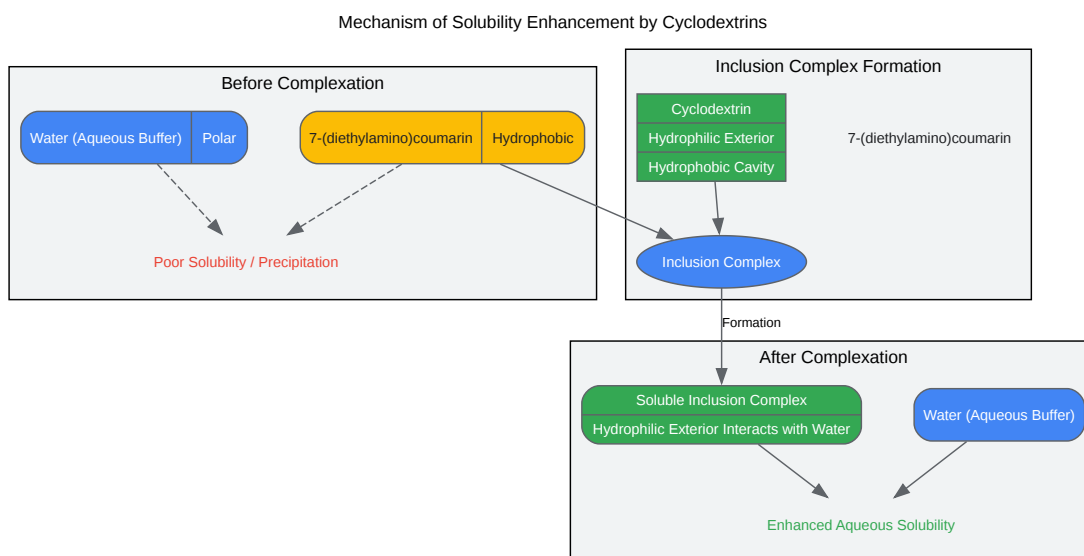 Mechanism of Solubility Enhancement by Cyclodextrins
Before Complexation
Water (Aqueous Buffer)
Polar
7-(diethylamino)coumarin
Hydrophobic
Poor Solubility / Precipitation
Inclusion Complex Formation
Cyclodextrin
Hydrophilic Exterior
Hydrophobic Cavity
7-(diethylamino)coumarin
Inclusion Complex
Formation
After Complexation
Soluble Inclusion Complex
Hydrophilic Exterior Interacts with Water
Water (Aqueous Buffer)
Enhanced Aqueous Solubility